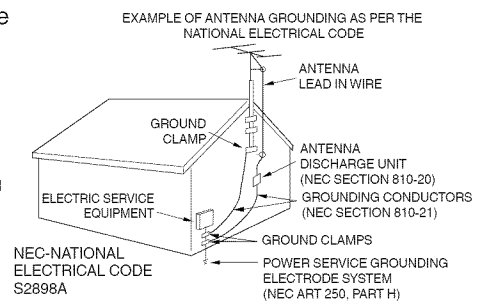 e
EXAMPLE OF ANTENNA GROUNDING AS PER THE
NATIONAL ELECTRICAL CODE
ANTENNA
LEAD IN WIRE
GROUND
CLAMP
ANTENNA
DISCHARGE UNIT
(NEC SECTION 810-20)
ELECTRIC SERVICE
EQUIPMENT
GROUNDING CONDUCTORS
(NEC SECTION 810-21)
GROUND CLAMPS
NEC-NATIONAL
ELECTRICAL CODE
S2898A
POWER SERVICE GROUNDING
ELECTRODE SYSTEM
(NEC ART 250, PART H)